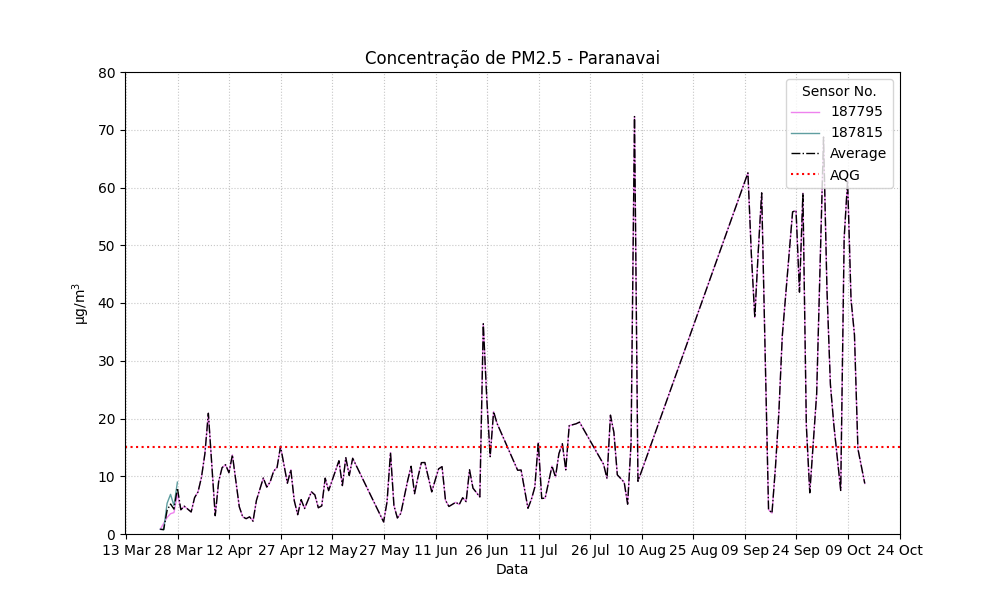 Concentração de PM2.5 - Paranavai
80
70
60
50
40
30
20
10
0
µg/m³
Sensor No.
187795
187815
Average
AQG
13 Mar 28 Mar 12 Apr 27 Apr 12 May 27 May 11 Jun 26 Jun 11 Jul 26 Jul 10 Aug 25 Aug 09 Sep 24 Sep 09 Oct 24 Oct
Data